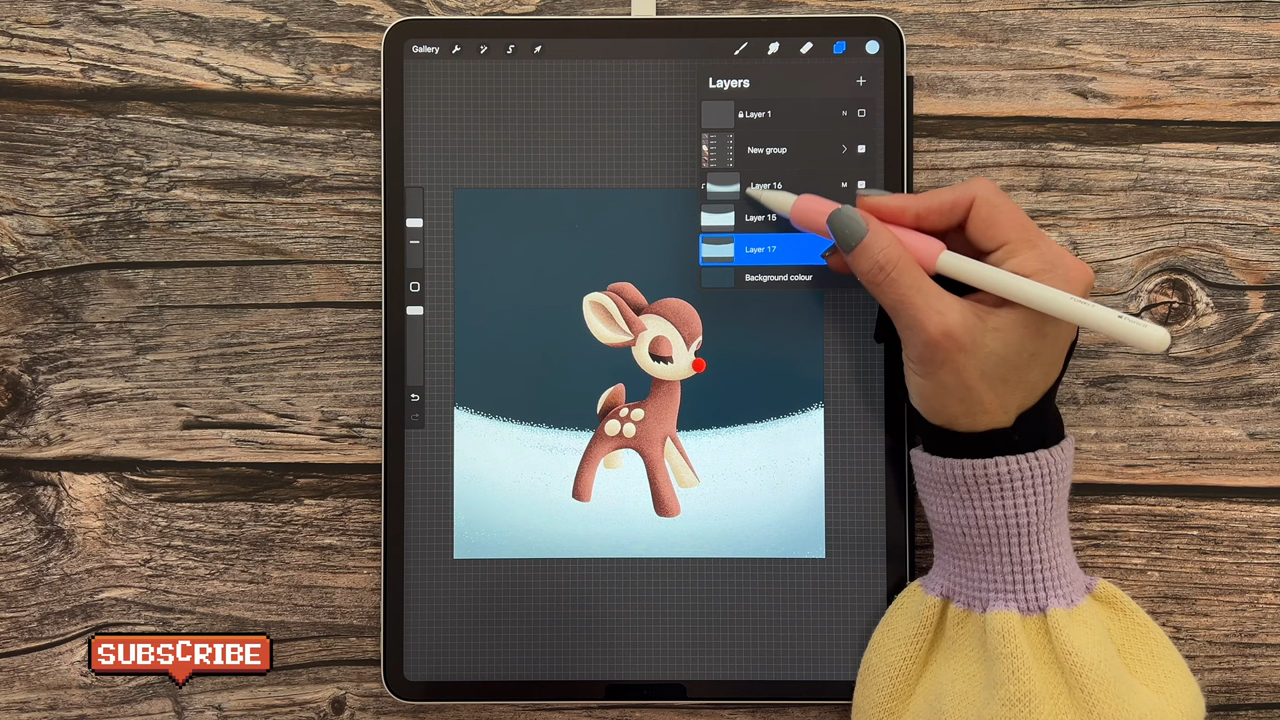 Gallery
Layers
Layer 1
N
New group
Layer 16
M
Layer 15
Layer 17
Background colour
SUBSCRIBE